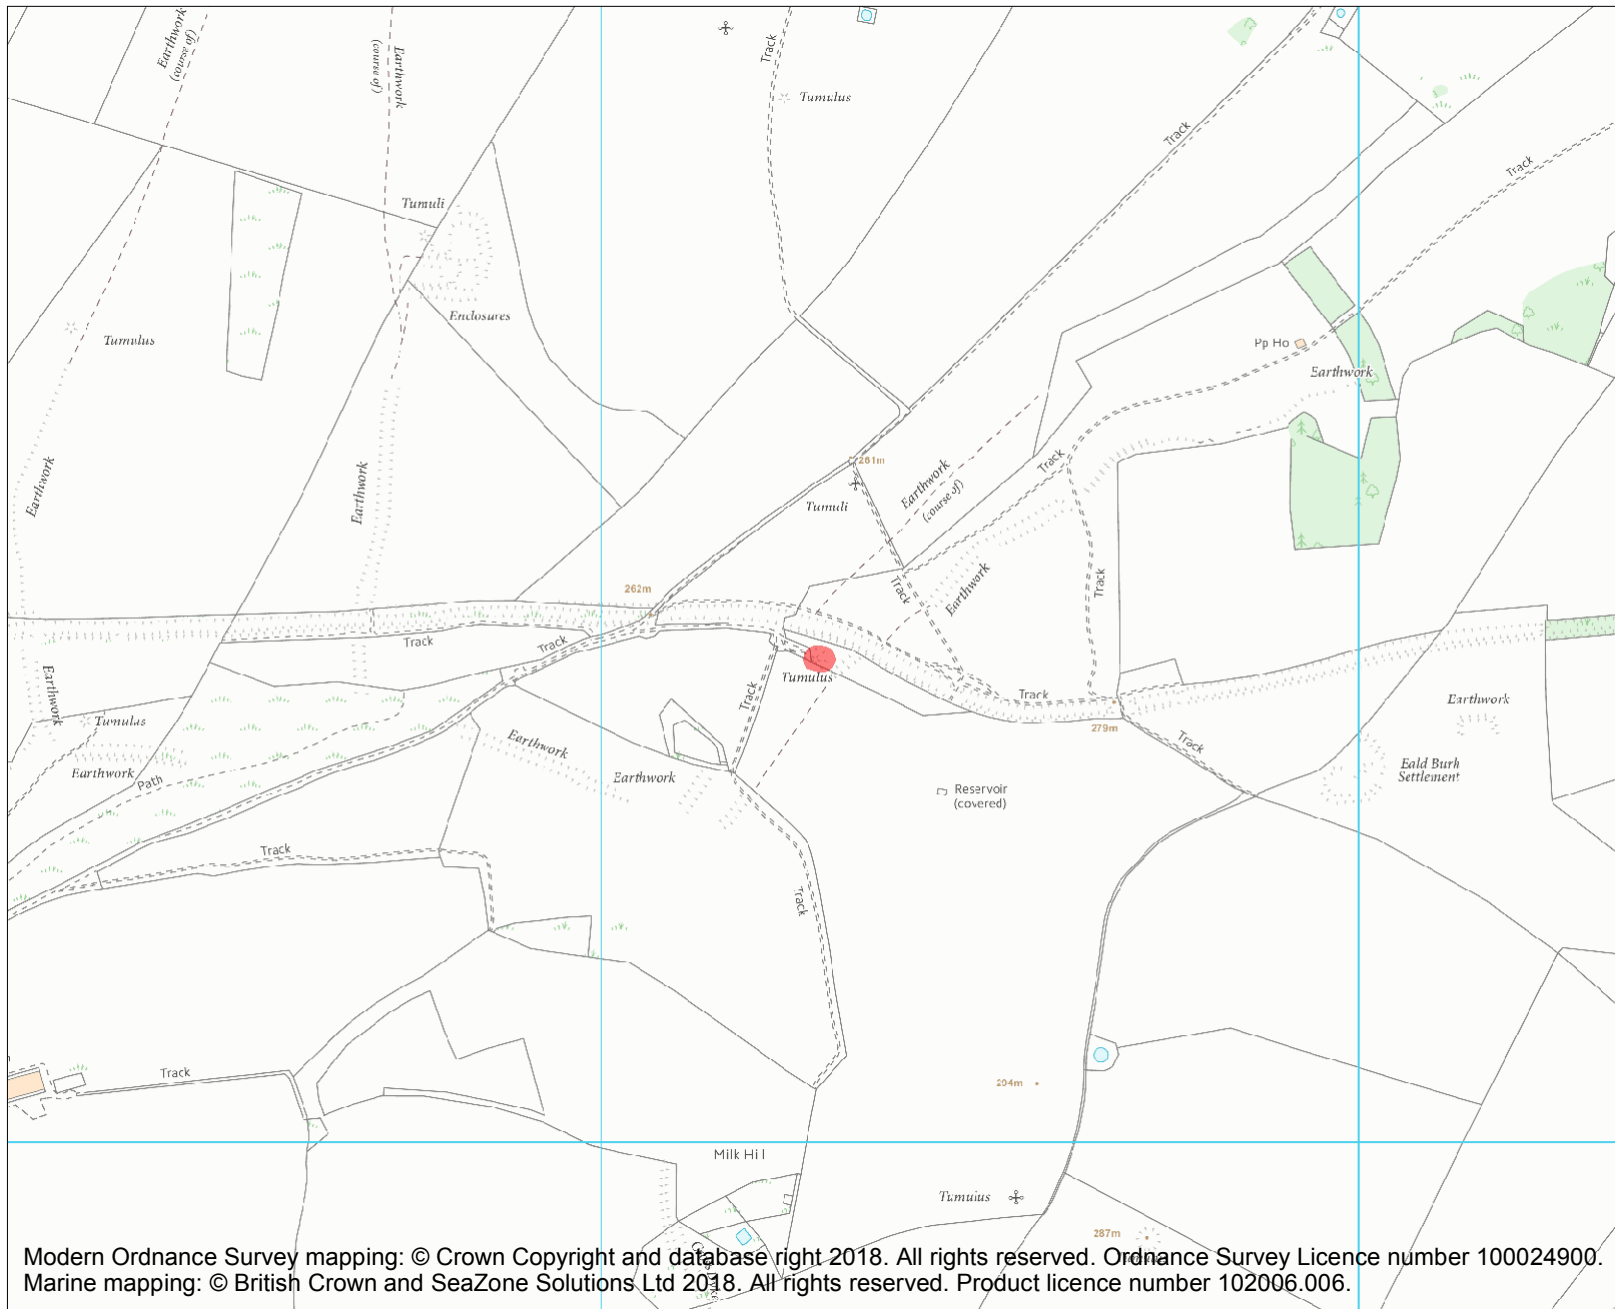 Earthwork
(course of)
Earthwork
(course of)
Track
Tumulus
Track
Track
Tumuli
Enclosures
Tumulus
Pp Ho
Earthwork
Earthwork
Earthwork
261m
Tumuli
Earthwork
(course of)
Track
Track
Earthwork
Track
262m
Track
Track
Earthwork
Tumulus
Track
Track
Tumulus
Earthwork
Path
Earthwork
Earthwork
279m
Track
Earthwork
Eald Burh
Settlement
Reservoir
(covered)
Track
Track
Track
294m
Milk Hill
Tumulus
287m
Modern Ordnance Survey mapping: © Crown Copyright and database right 2018. All rights reserved. Ordnance Survey Licence number 100024900.
Marine mapping: © British Crown and SeaZone Solutions Ltd 2018. All rights reserved. Product licence number 102006.006.